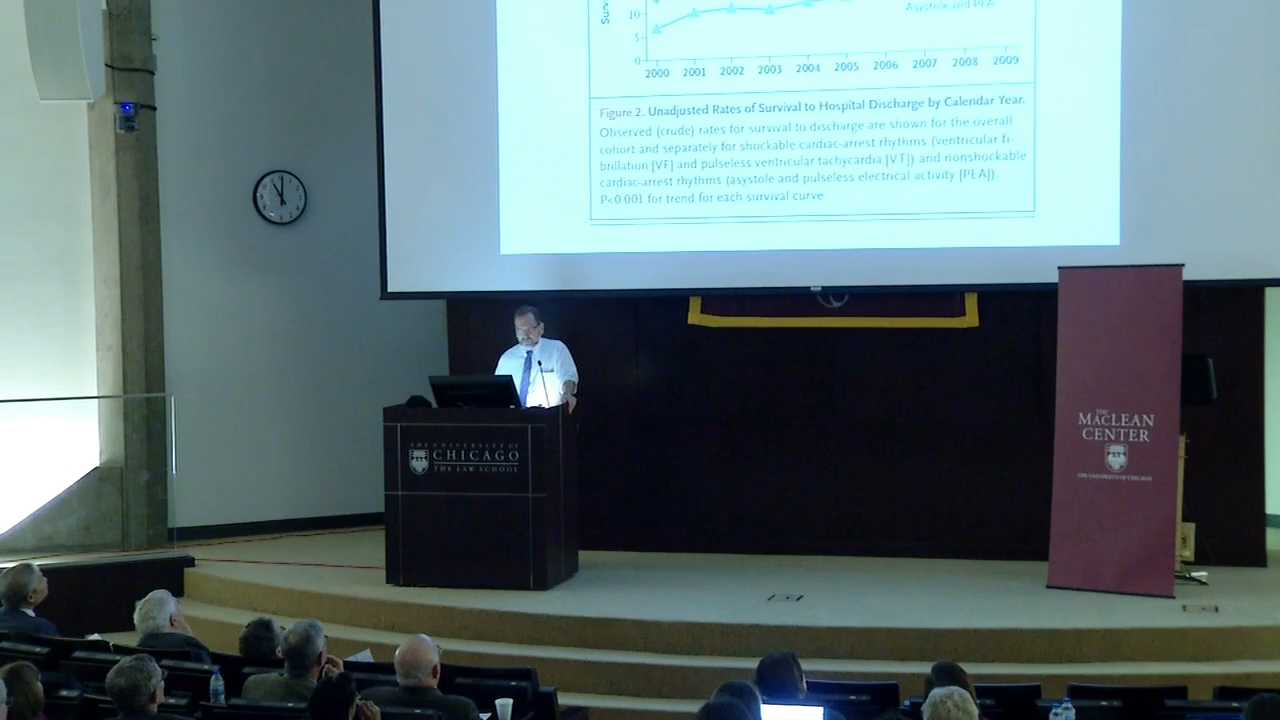 Surv
10
5
0
Asystole and PEA
2000 2001 2002 2003 2004 2005 2006 2007 2008 2009
Figure 2. Unadjusted Rates of Survival to Hospital Discharge by Calendar Year.
Observed (crude) rates for survival to discharge are shown for the overall
cohort and separately for shockable cardiac-arrest rhythms (ventricular fi-
brillation [VF] and pulseless ventricular tachycardia [VT]) and nonshockable
cardiac-arrest rhythms (asystole and pulseless electrical activity [PEA]).
P<0.001 for trend for each survival curve.
THE UNIVERSITY OF
CHICAGO
THE LAW SCHOOL
THE
MACLEAN
CENTER
THE UNIVERSITY OF CHICAGO